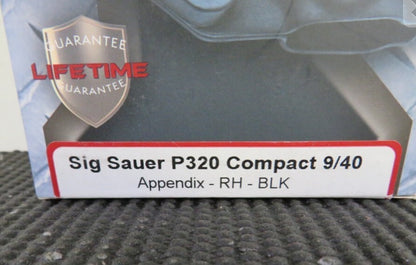 GUARANTEE
LIFETIME
GUARANTEE
Sig Sauer P320 Compact 9/40
Appendix - RH - BLK